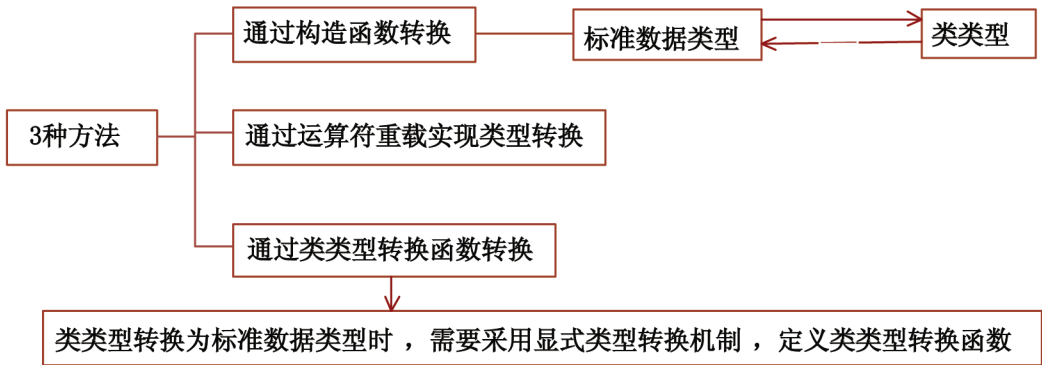 通过构造函数转换
标准数据类型
类类型
3种方法
通过运算符重载实现类型转换
通过类类型转换函数转换
类类型转换为标准数据类型时，需要采用显式类型转换机制，定义类类型转换函数